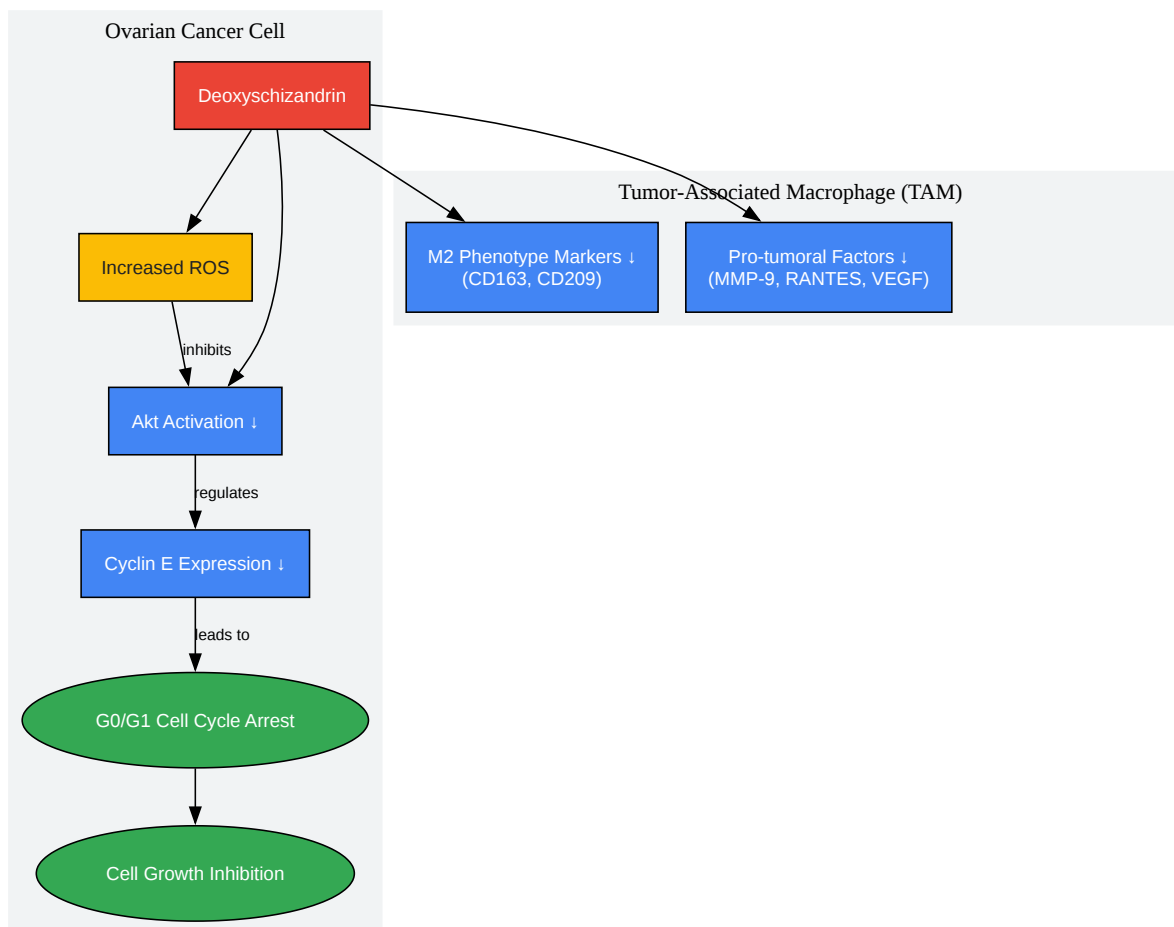 Ovarian Cancer Cell
Deoxyschizandrin
Tumor-Associated Macrophage (TAM)
M2 Phenotype Markers ↓
(CD163, CD209)
Pro-tumoral Factors ↓
(MMP-9, RANTES, VEGF)
Increased ROS
inhibits
Akt Activation ↓
regulates
Cyclin E Expression ↓
leads to
G0/G1 Cell Cycle Arrest
Cell Growth Inhibition